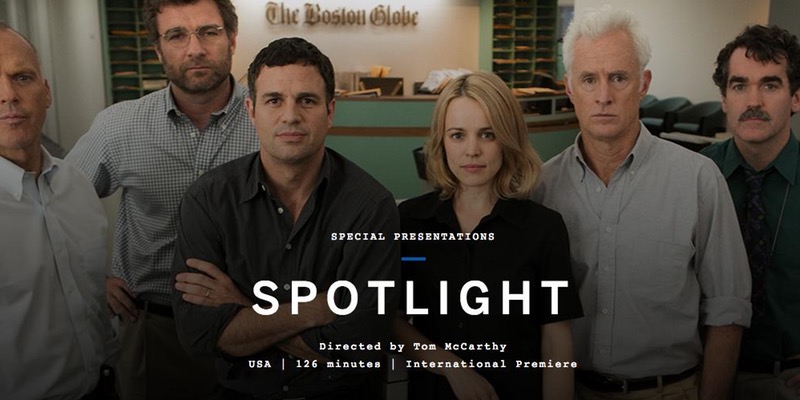 The Boston Globe
SPECIAL PRESENTATIONS
SPOTLIGHT
Directed by Tom McCarthy
USA | 126 minutes | International Premiere